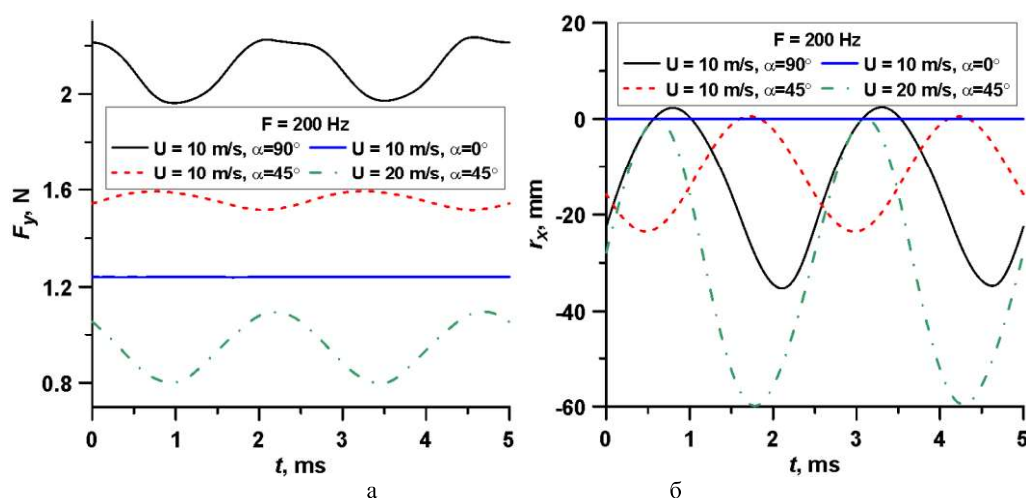 F = 200 Hz
U = 10 m/s, α=90° U = 10 m/s, α=0°
U = 10 m/s, α=45° U = 20 m/s, α=45°
2
1.6
1.2
0.8
F_y, N
0 1 2 3 4 5
t, ms
а
F = 200 Hz
U = 10 m/s, α=90° U = 10 m/s, α=0°
U = 10 m/s, α=45° U = 20 m/s, α=45°
20
0
-20
-40
-60
r_x, mm
0 1 2 3 4 5
t, ms
б